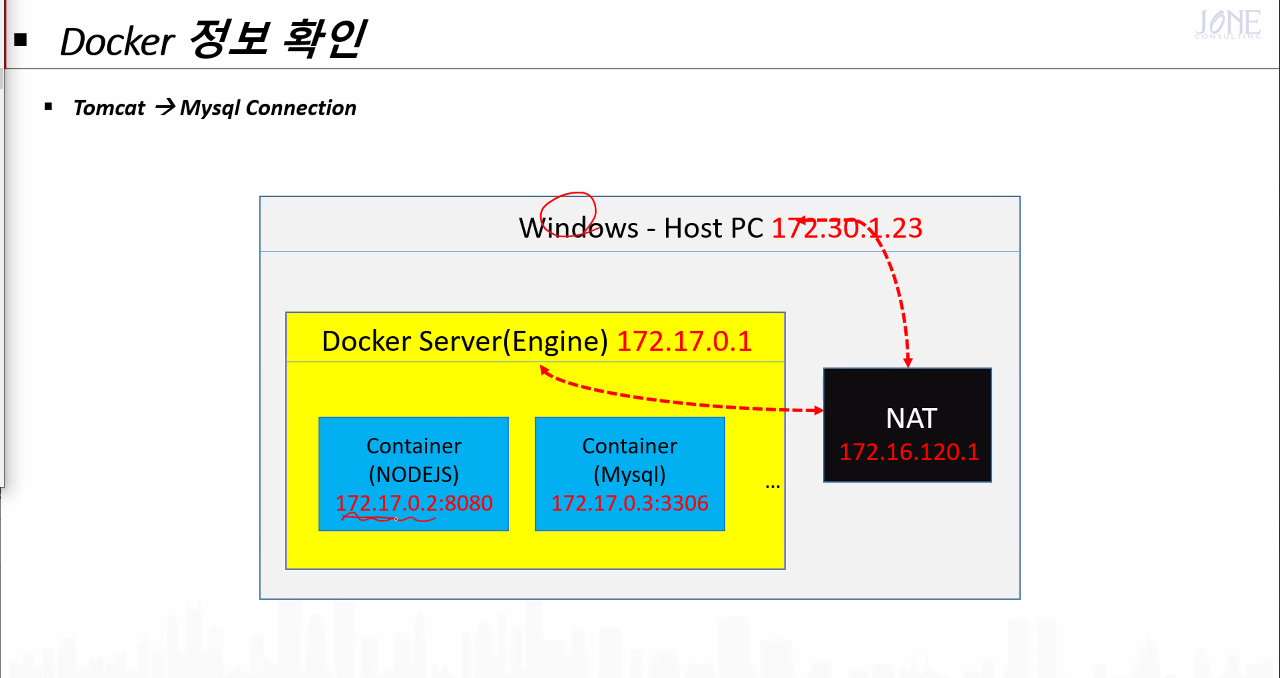 Docker 정보 확인
JONE
CONSULTING
Tomcat → Mysql Connection
Windows - Host PC 172.30.1.23
Docker Server(Engine) 172.17.0.1
Container
(NODEJS)
172.17.0.2:8080
Container
(Mysql)
172.17.0.3:3306
...
NAT
172.16.120.1